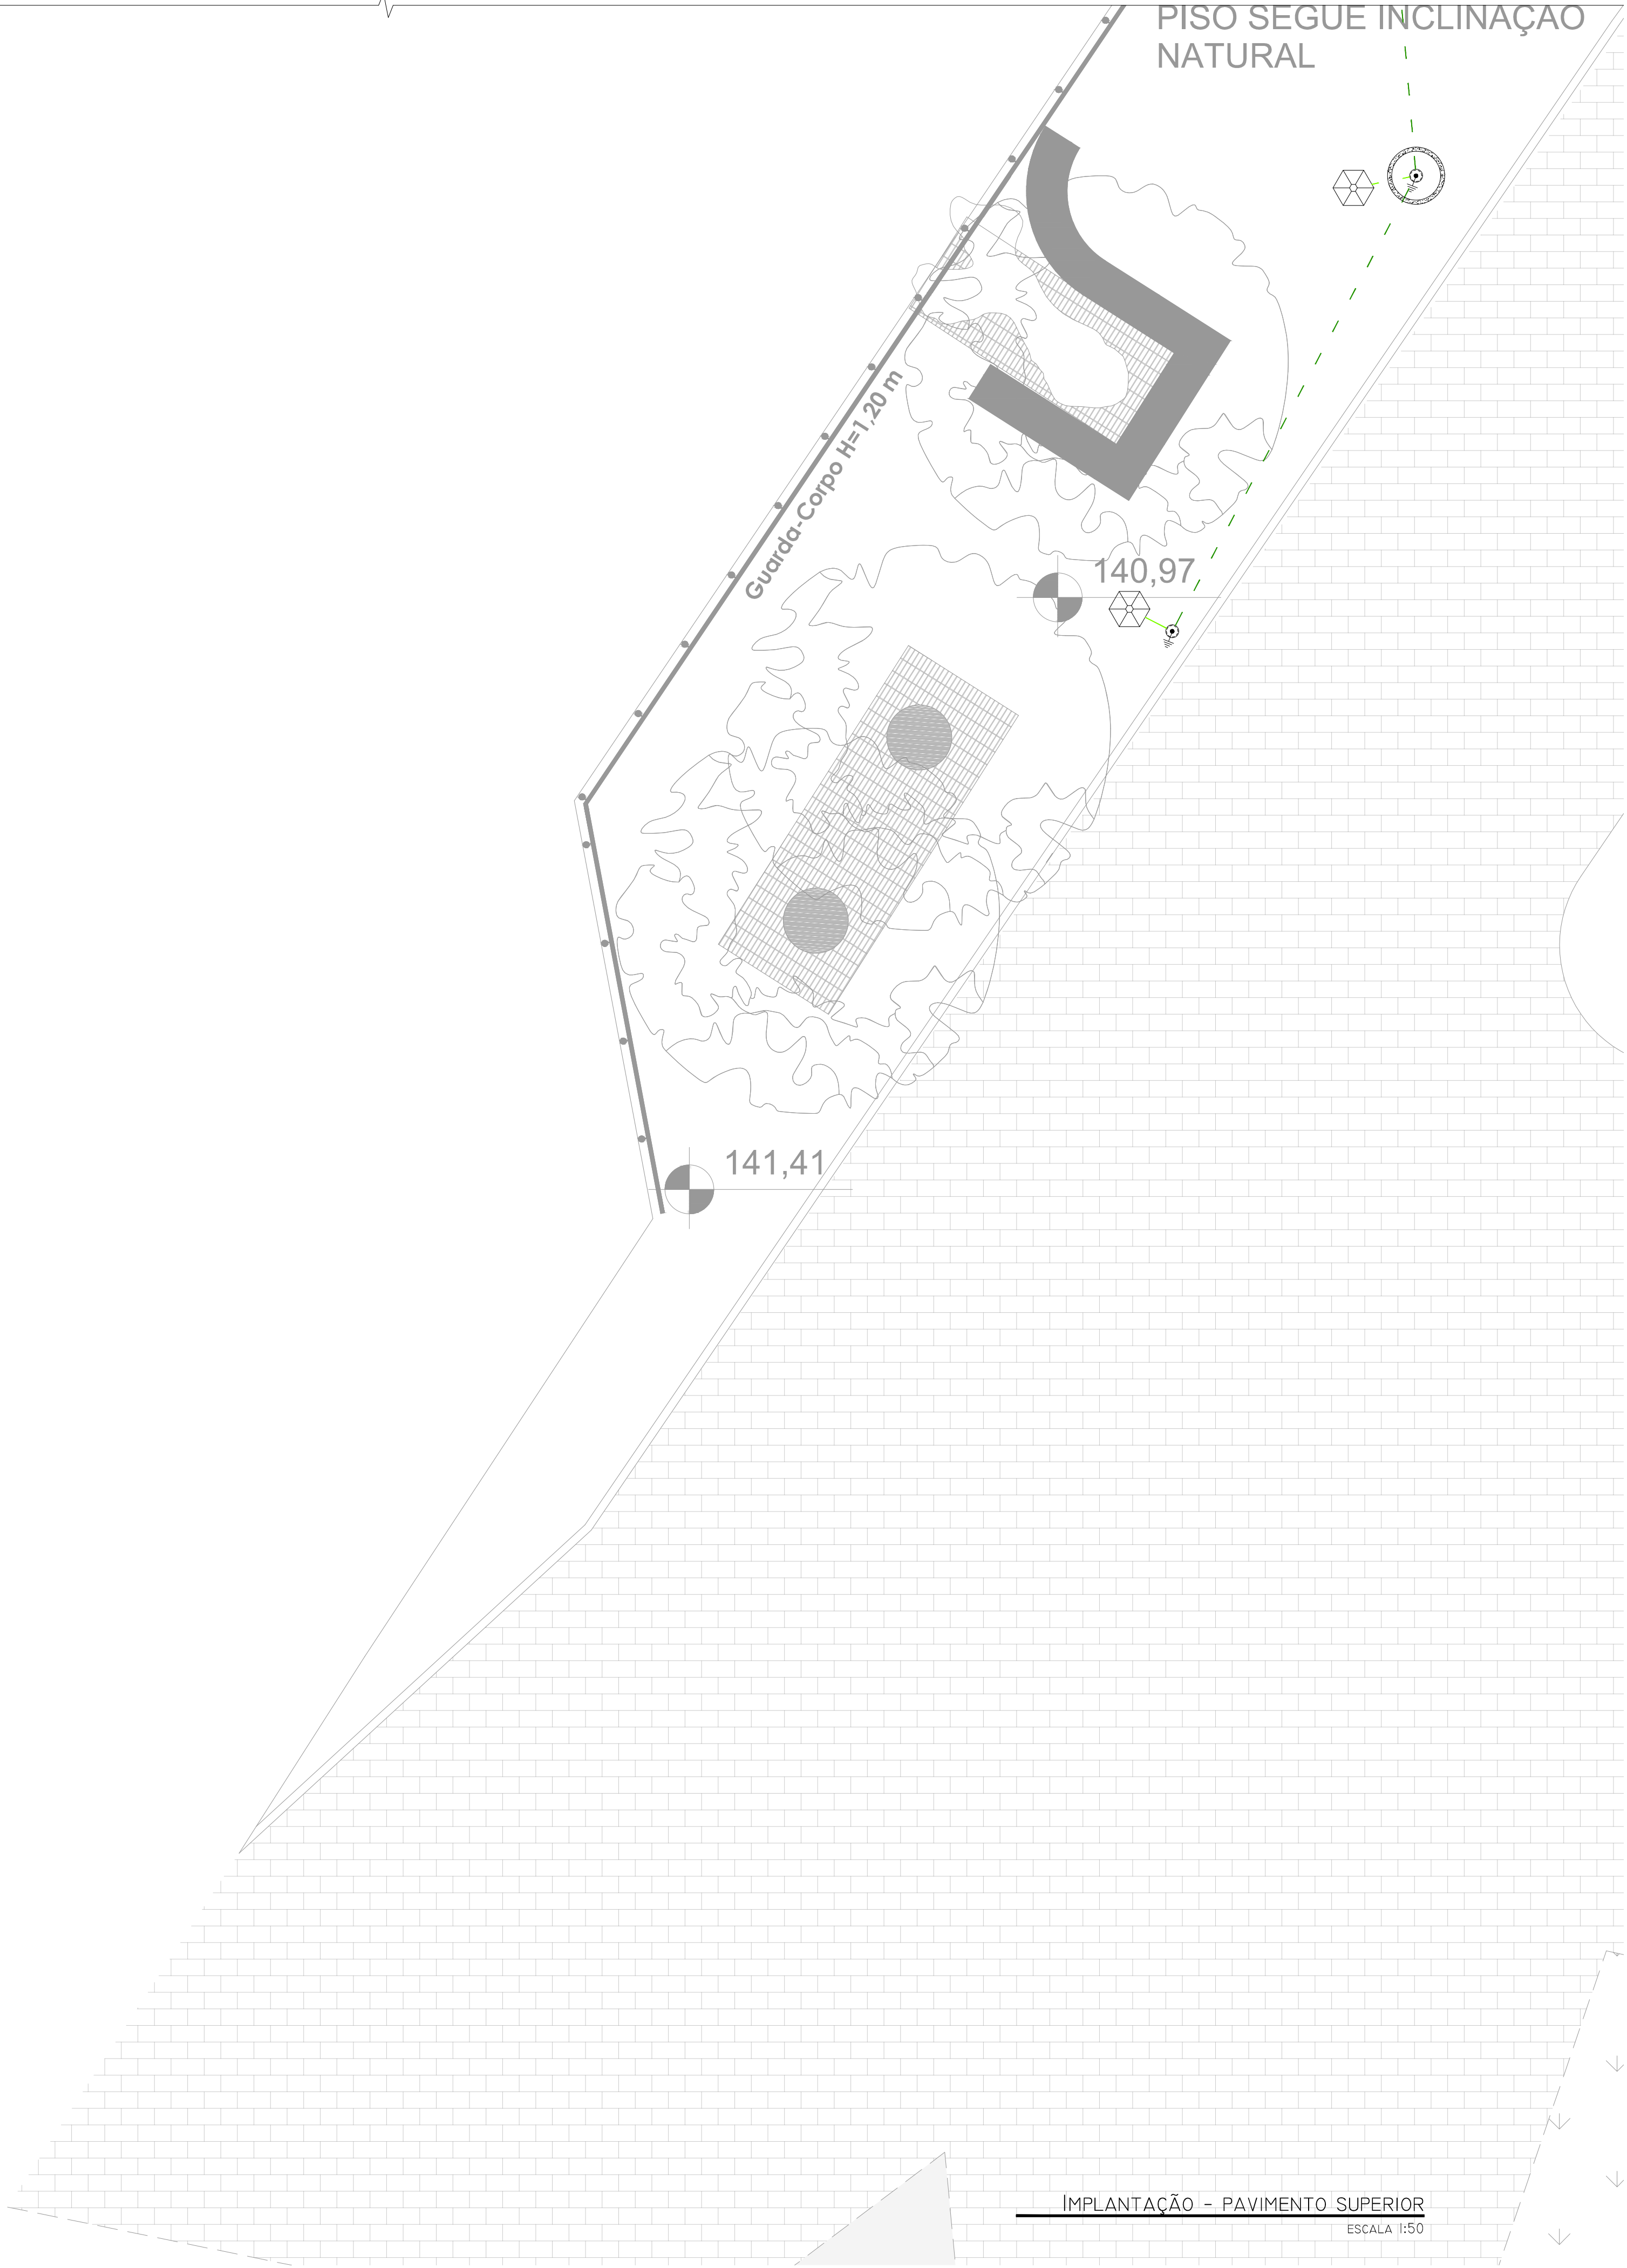 PISO SEGUE INCLINAÇÃO
NATURAL
Guarda-Corpo H=1,20 m
140,97
141,41
IMPLANTAÇÃO - PAVIMENTO SUPERIOR
ESCALA 1:50